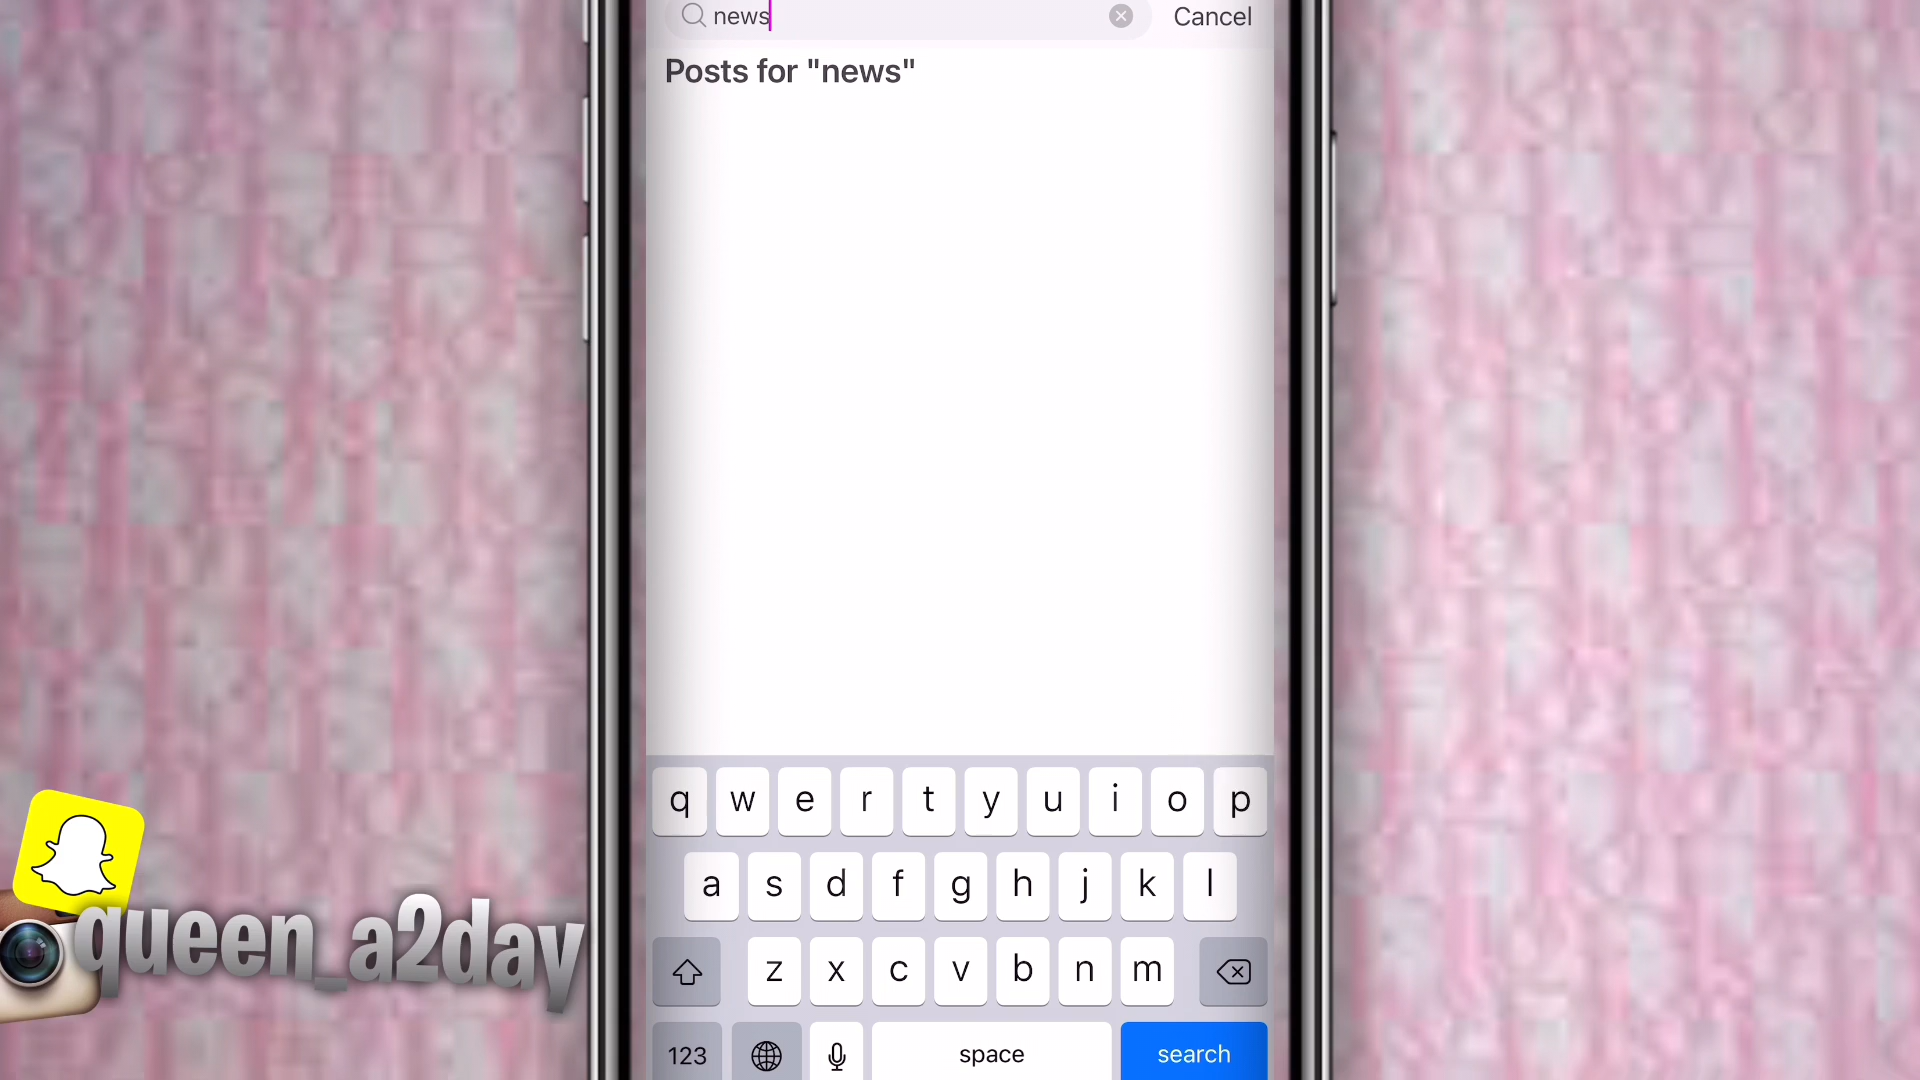 news
Cancel
Posts for "news"
q w e r t y u i o p
a s d f g h j k l
z x c v b n m
123
space
search
queen_a2day